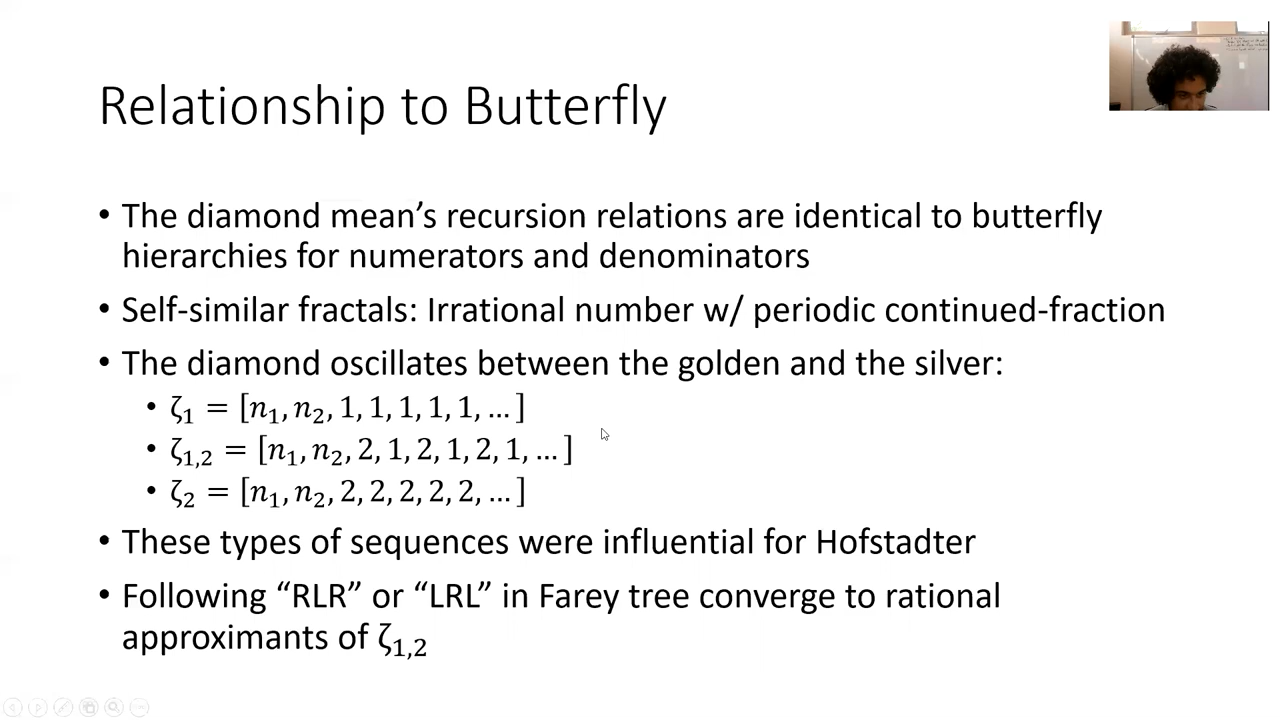 Relationship to Butterfly
• The diamond mean’s recursion relations are identical to butterfly
hierarchies for numerators and denominators
• Self-similar fractals: Irrational number w/ periodic continued-fraction
• The diamond oscillates between the golden and the silver:
• ζ₁ = [n₁, n₂, 1, 1, 1, 1, 1, … ]
• ζ₁,₂ = [n₁, n₂, 2, 1, 2, 1, 2, 1, … ]
• ζ₂ = [n₁, n₂, 2, 2, 2, 2, 2, … ]
• These types of sequences were influential for Hofstadter
• Following “RLR” or “LRL” in Farey tree converge to rational
approximants of ζ₁,₂